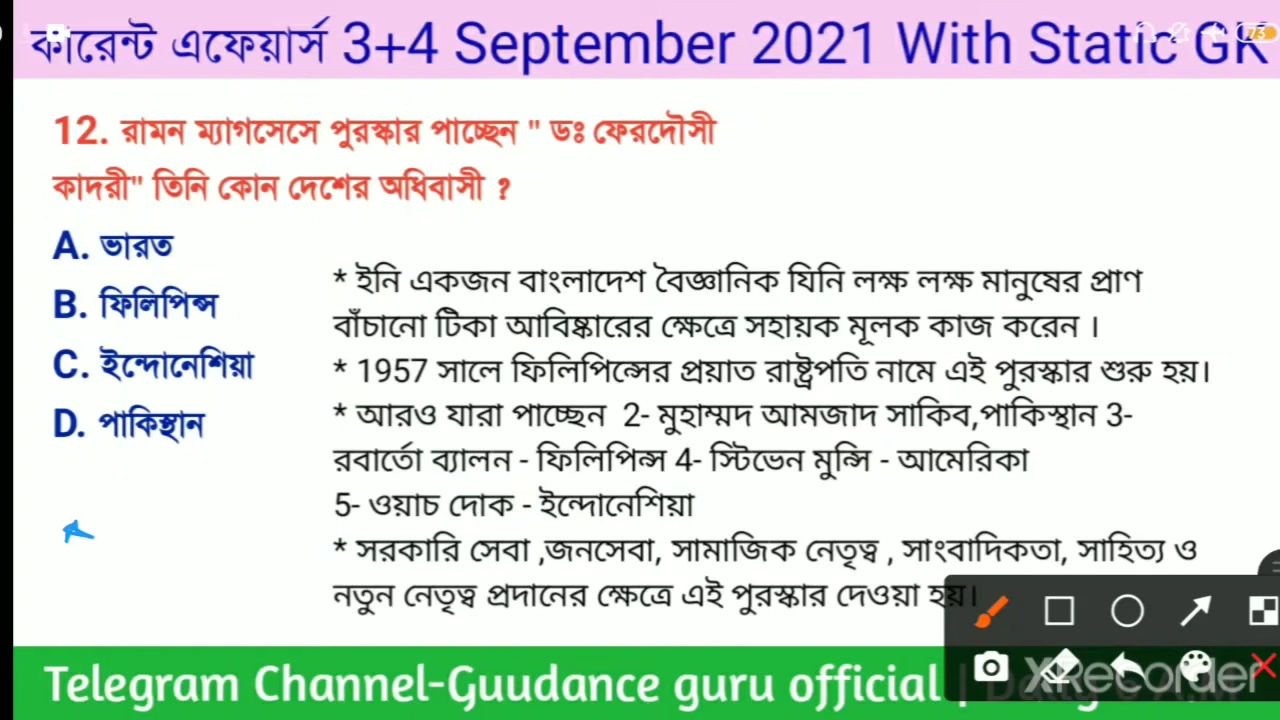 কারেন্ট এফেয়ার্স 3+4 September 2021 With Static GK
73
12. রামন ম্যাগসেসে পুরস্কার পাচ্ছেন " ডঃ ফেরদৌসী
কাদরী" তিনি কোন দেশের অধিবাসী ?
A. ভারত
B. ফিলিপিন্স
C. ইন্দোনেশিয়া
D. পাকিস্থান
* ইনি একজন বাংলাদেশ বৈজ্ঞানিক যিনি লক্ষ লক্ষ মানুষের প্রাণ
বাঁচানো টিকা আবিষ্কারের ক্ষেত্রে সহায়ক মূলক কাজ করেন ।
* 1957 সালে ফিলিপিন্সের প্রয়াত রাষ্ট্রপতি নামে এই পুরস্কার শুরু হয়।
* আরও যারা পাচ্ছেন 2- মুহাম্মদ আমজাদ সাকিব,পাকিস্থান 3-
রবার্তো ব্যালন - ফিলিপিন্স 4- স্টিভেন মুন্সি - আমেরিকা
5- ওয়াচ দোক - ইন্দোনেশিয়া
* সরকারি সেবা ,জনসেবা, সামাজিক নেতৃত্ব , সাংবাদিকতা, সাহিত্য ও
নতুন নেতৃত্ব প্রদানের ক্ষেত্রে এই পুরস্কার দেওয়া হয়।
Telegram Channel-Guudance guru official |
XRecorder